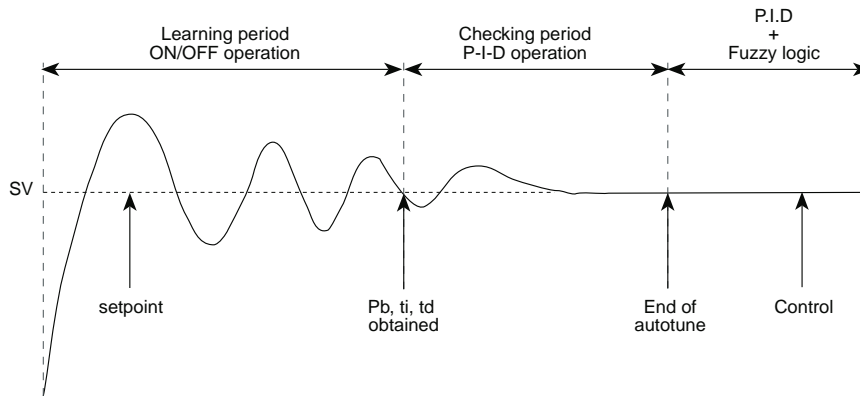 Learning period
ON/OFF operation
Checking period
P-I-D operation
P.I.D
+
Fuzzy logic
SV
setpoint
Pb, ti, td
obtained
End of
autotune
Control